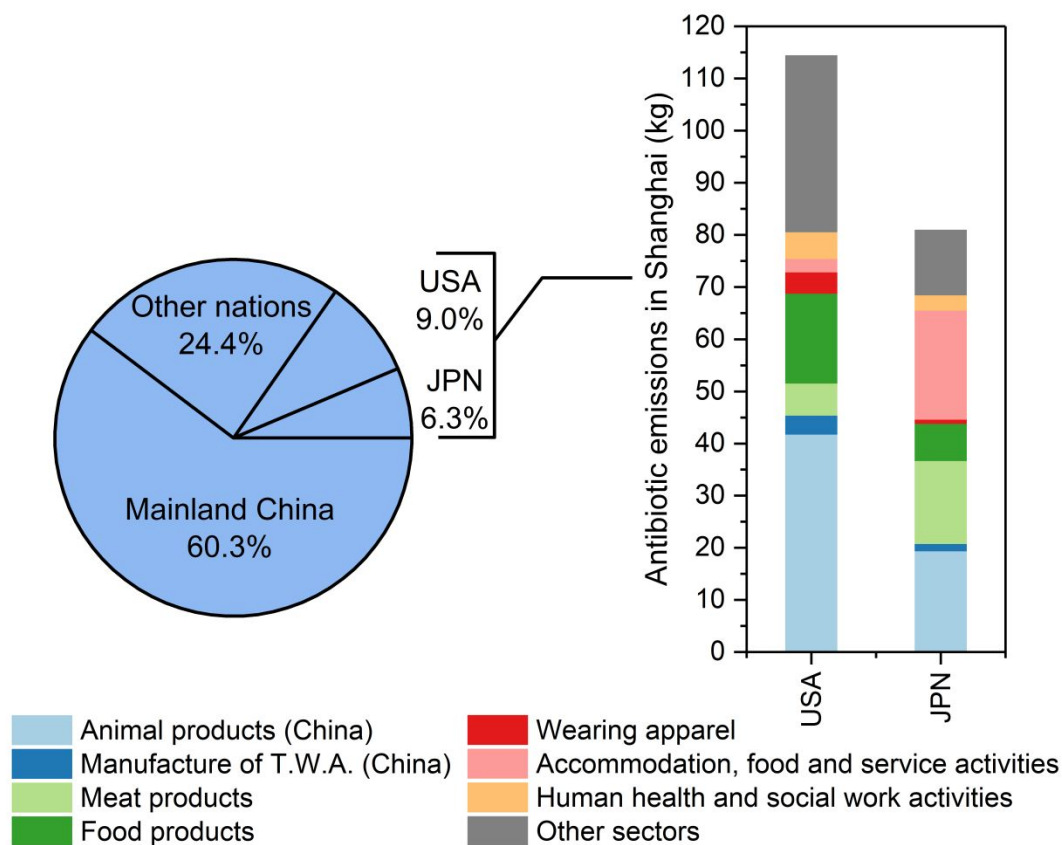 Other nations
24.4%
Mainland China
60.3%
USA
9.0%
JPN
6.3%
Antibiotic emissions in Shanghai (kg)
120
110
100
90
80
70
60
50
40
30
20
10
0
USA
JPN
Animal products (China)
Manufacture of T.W.A. (China)
Meat products
Food products
Wearing apparel
Accommodation, food and service activities
Human health and social work activities
Other sectors